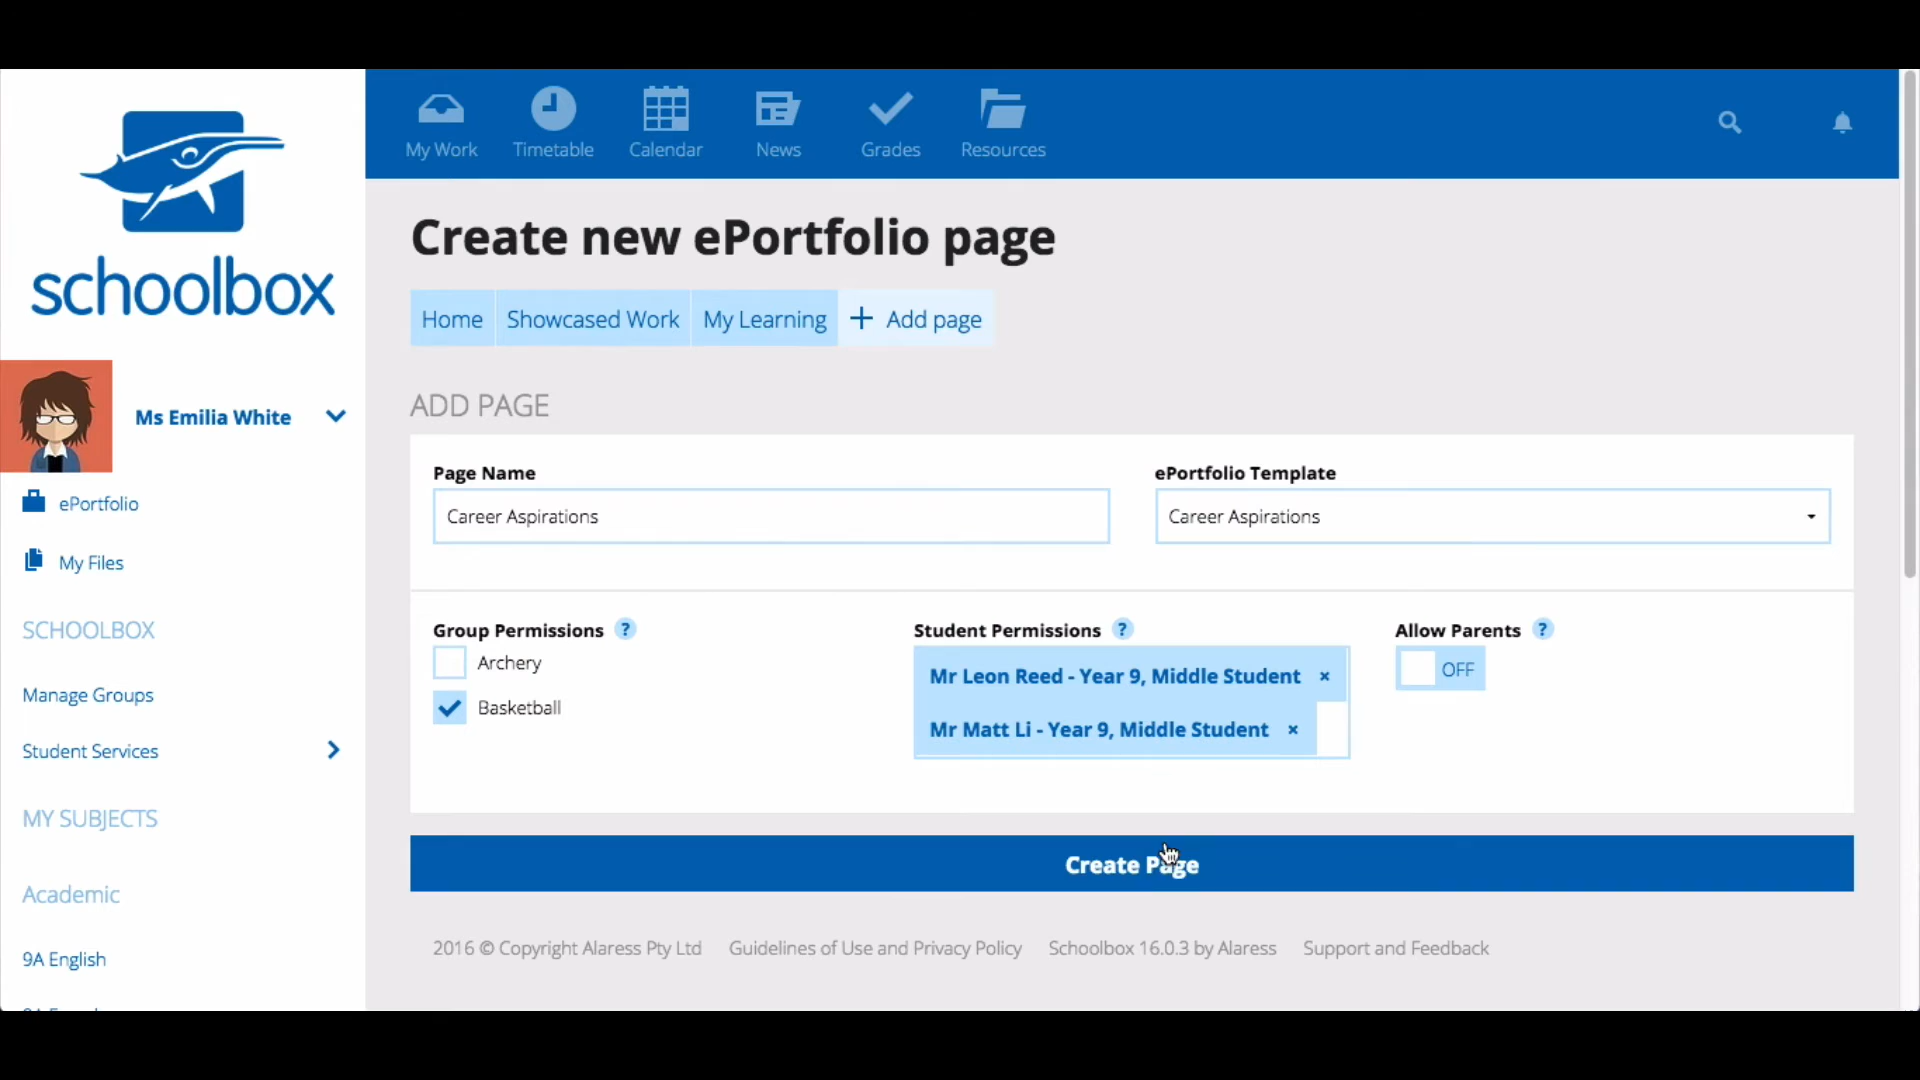 My Work
Timetable
Calendar
News
Grades
Resources
schoolbox
Ms Emilia White
ePortfolio
My Files
SCHOOLBOX
Manage Groups
Student Services
MY SUBJECTS
Academic
9A English
Create new ePortfolio page
Home
Showcased Work
My Learning
+ Add page
ADD PAGE
Page Name
Career Aspirations
ePortfolio Template
Career Aspirations
Group Permissions ?
Archery
Basketball
Student Permissions ?
Mr Leon Reed - Year 9, Middle Student ×
Mr Matt Li - Year 9, Middle Student ×
Allow Parents ?
OFF
Create Page
2016 © Copyright Alaress Pty Ltd
Guidelines of Use and Privacy Policy
Schoolbox 16.0.3 by Alaress
Support and Feedback